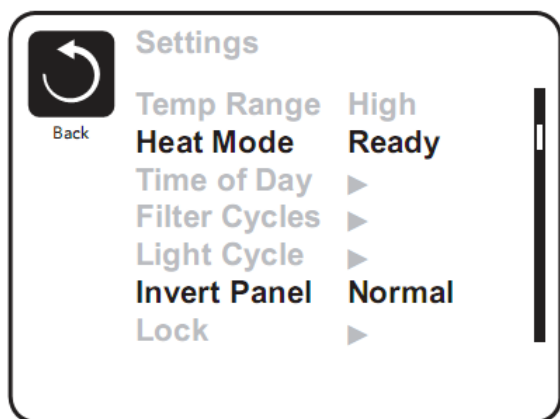 Settings
Back
Temp Range High
Heat Mode Ready
Time of Day ▶
Filter Cycles ▶
Light Cycle ▶
Invert Panel Normal
Lock ▶